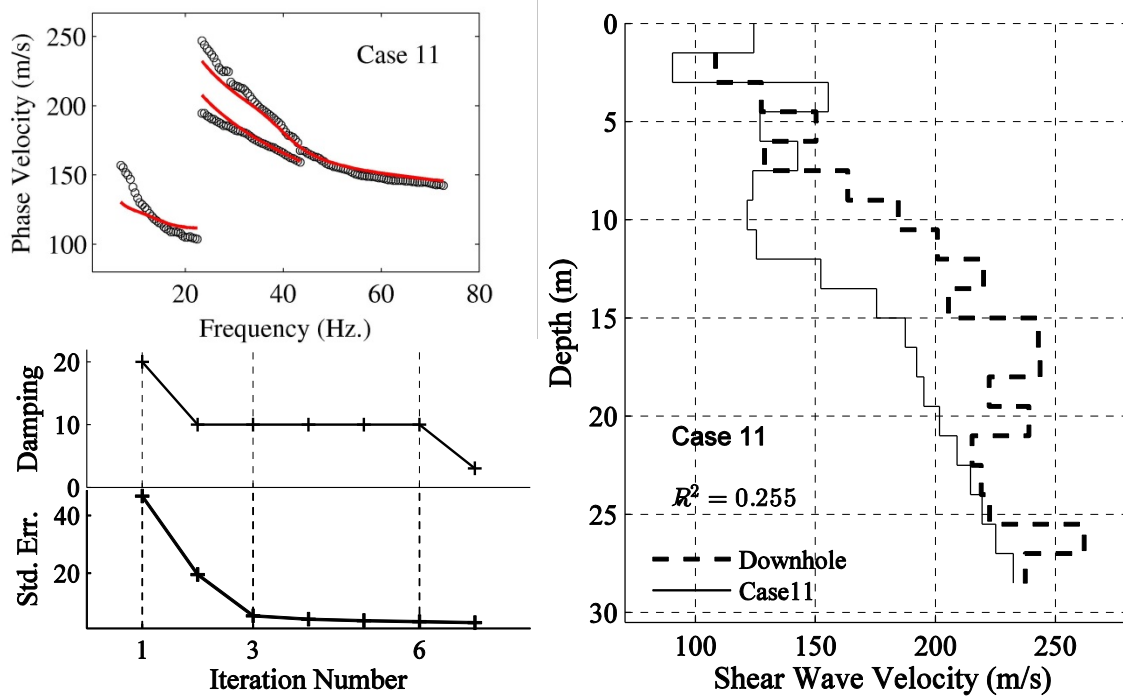 250
200
150
100
Phase Velocity (m/s)
Case 11
20
40
60
80
Frequency (Hz.)
20
10
0
Damping
40
20
Std. Err.
1
3
6
Iteration Number
0
5
10
15
20
25
30
Depth (m)
Case 11
R² = 0.255
Downhole
Case11
100
150
200
250
Shear Wave Velocity (m/s)